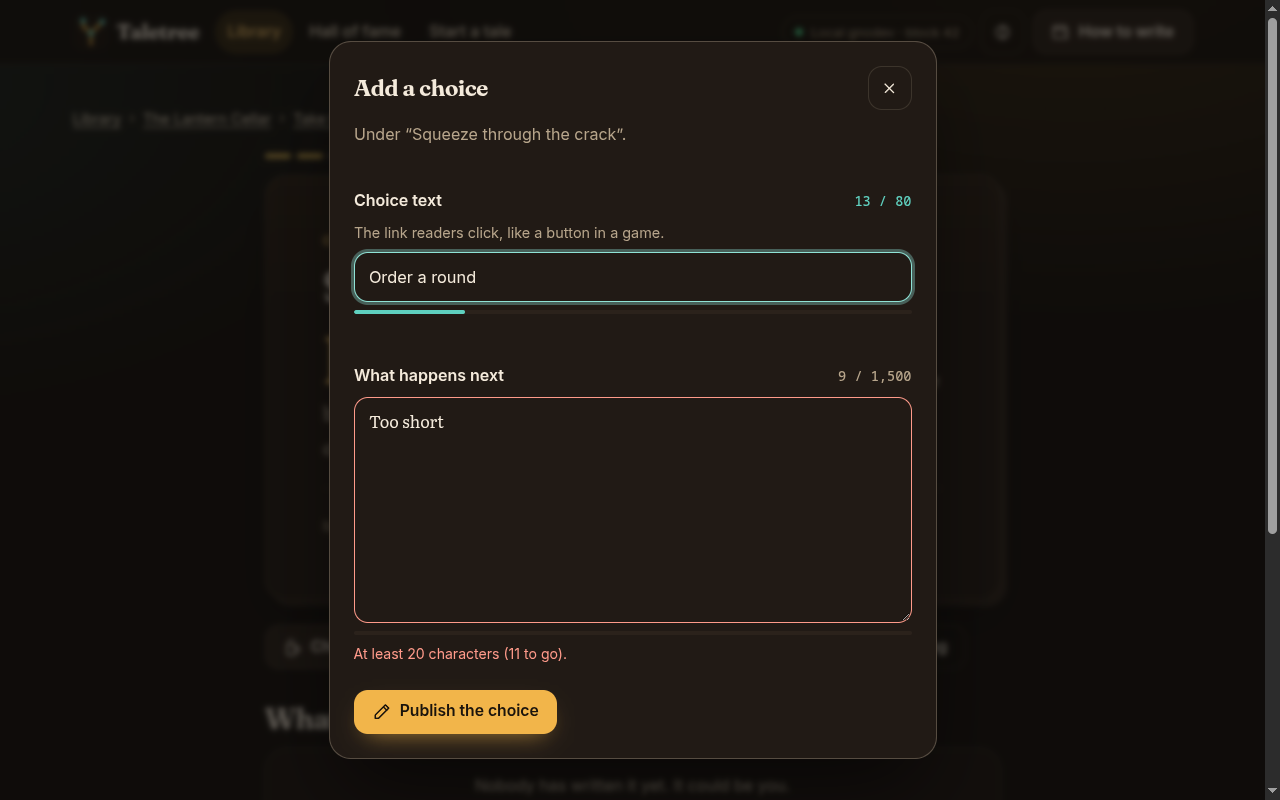 Taletree Library Hall of fame Start a tale How to write
Add a choice
Library The Lantern Cellar Take
Under “Squeeze through the crack”.
Choice text 13 / 80
The link readers click, like a button in a game.
Order a round
What happens next 9 / 1,500
Too short
At least 20 characters (11 to go).
Publish the choice
Nobody has written it yet. It could be you.